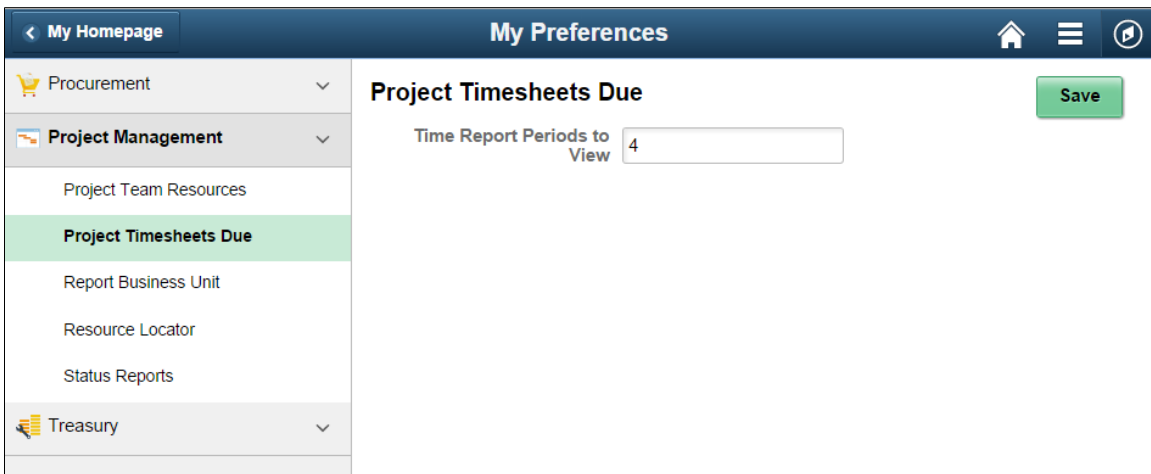 My Homepage
My Preferences
Procurement
Project Management
Project Team Resources
Project Timesheets Due
Report Business Unit
Resource Locator
Status Reports
Treasury
Project Timesheets Due
Save
Time Report Periods to
View
4